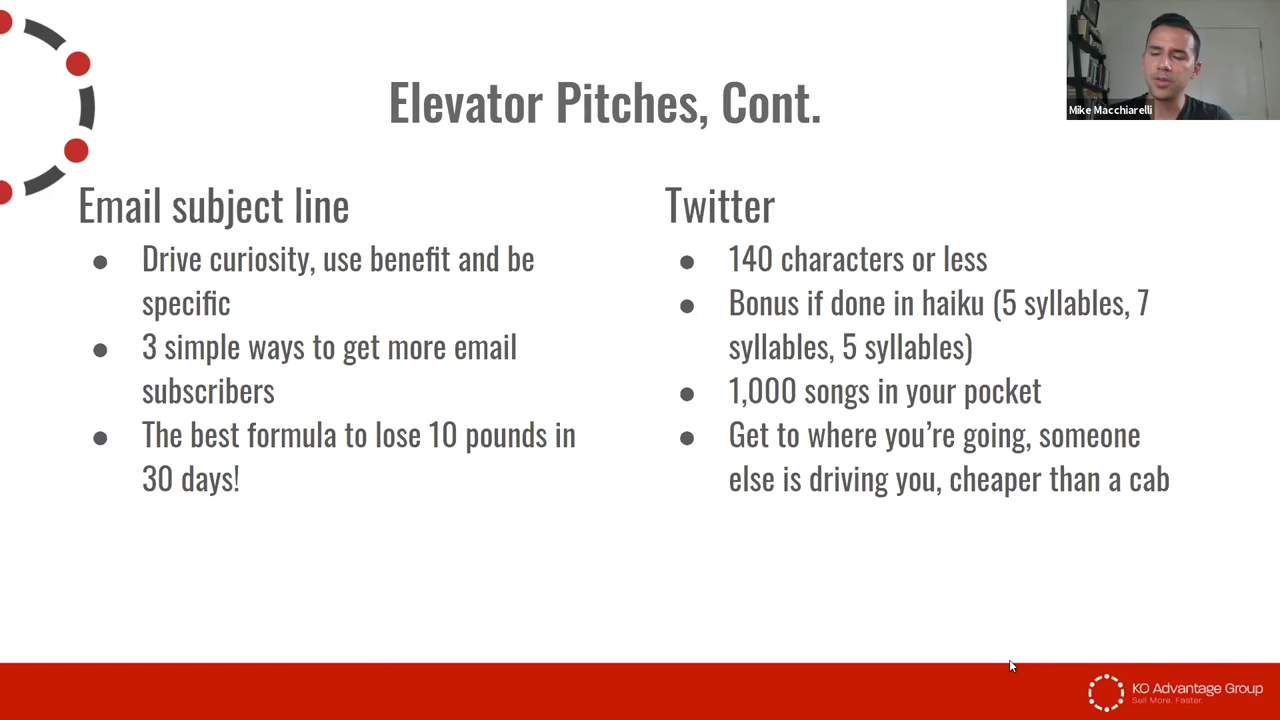 Elevator Pitches, Cont.
Mike Macchiarelli
Email subject line
● Drive curiosity, use benefit and be
specific
● 3 simple ways to get more email
subscribers
● The best formula to lose 10 pounds in
30 days!
Twitter
● 140 characters or less
● Bonus if done in haiku (5 syllables, 7
syllables, 5 syllables)
● 1,000 songs in your pocket
● Get to where you’re going, someone
else is driving you, cheaper than a cab
KO Advantage Group
Sell More. Faster.